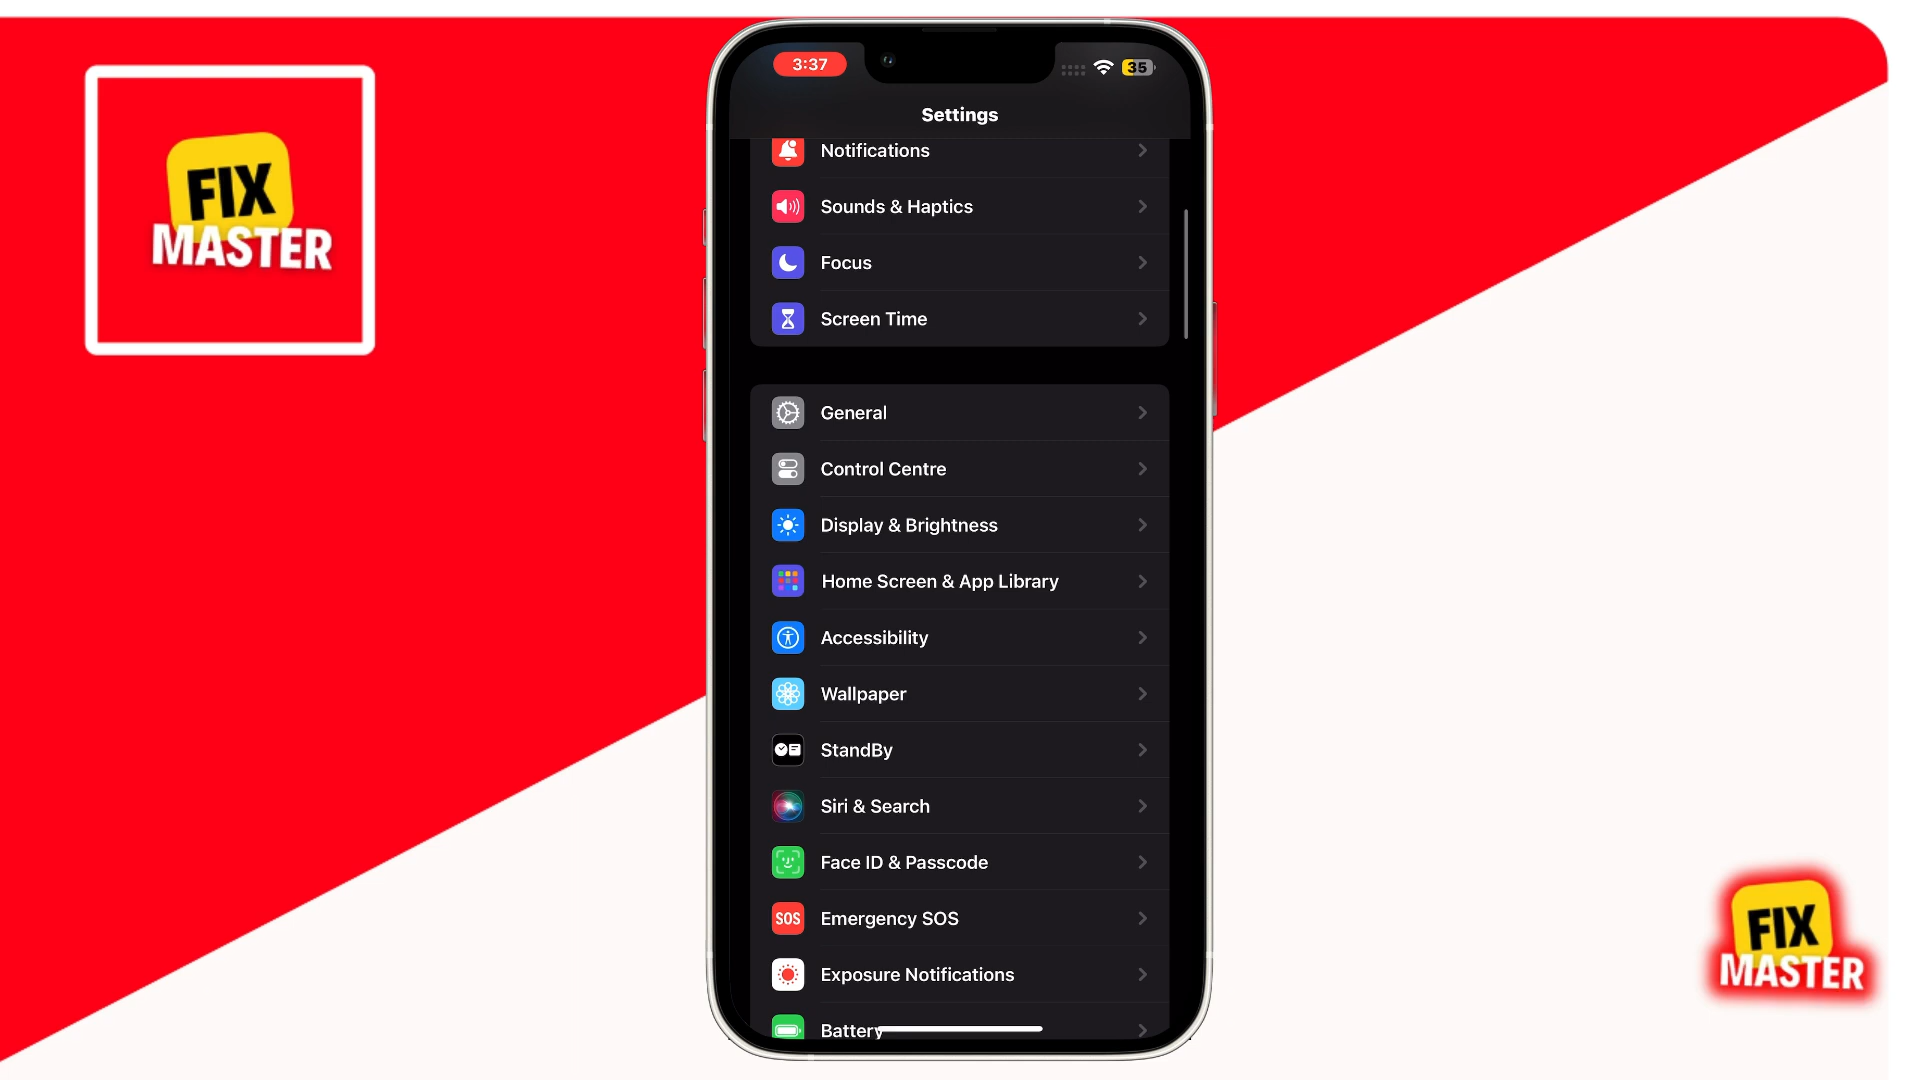 3:37
35
Settings
FIX
MASTER
Notifications
Sounds & Haptics
Focus
Screen Time
General
Control Centre
Display & Brightness
Home Screen & App Library
Accessibility
Wallpaper
StandBy
Siri & Search
Face ID & Passcode
SOS
Emergency SOS
Exposure Notifications
Battery
FIX
MASTER